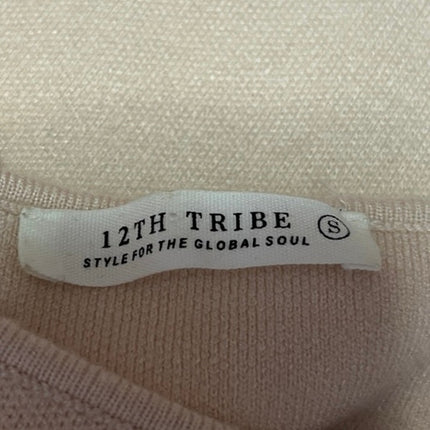 12TH TRIBE S
STYLE FOR THE GLOBAL SOUL